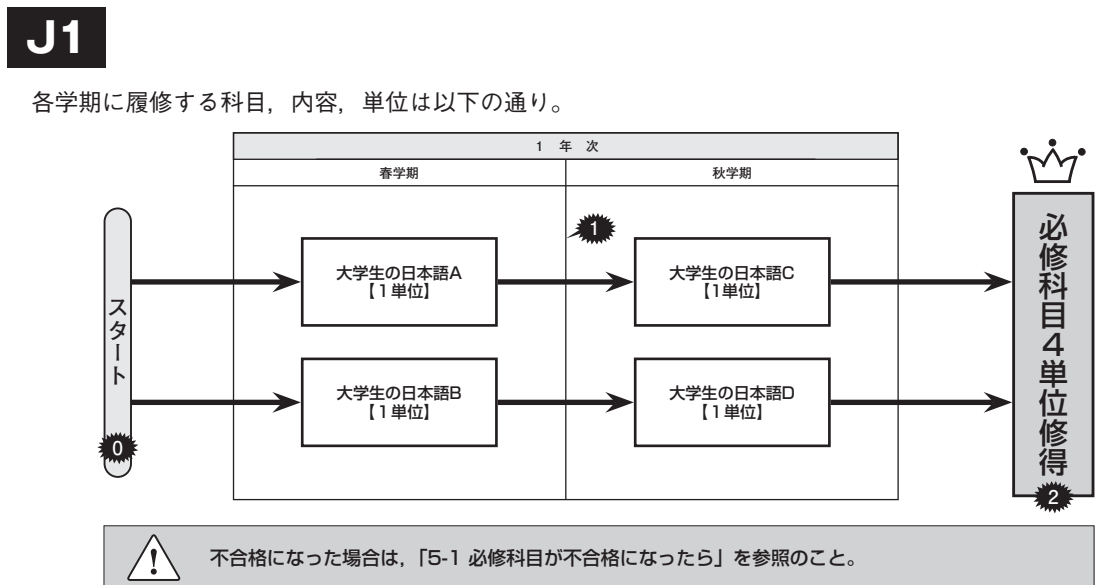 J1
各学期に履修する科目，内容，単位は以下の通り。
1 年 次
春学期
秋学期
スタート
0
1
大学生の日本語A
【1単位】
大学生の日本語C
【1単位】
大学生の日本語B
【1単位】
大学生の日本語D
【1単位】
必修科目4単位修得
2
不合格になった場合は，「5-1 必修科目が不合格になったら」を参照のこと。